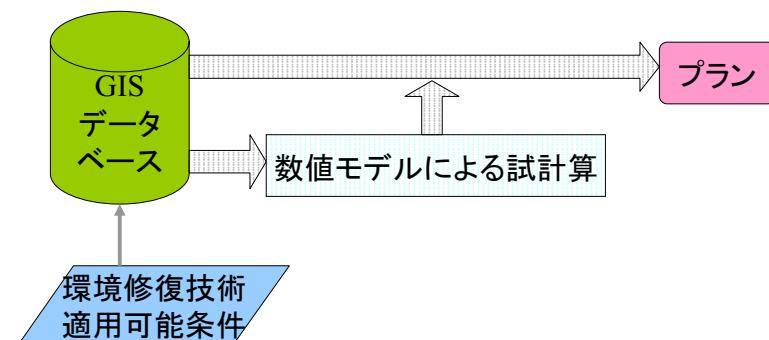 GIS
データ
ベース
プラン
数値モデルによる試計算
環境修復技術
適用可能条件